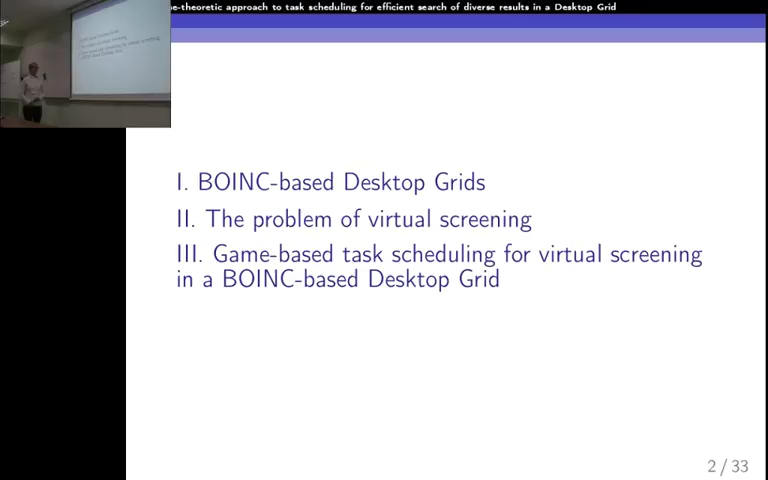 e-theoretic approach to task scheduling for efficient search of diverse results in a Desktop Grid
I. BOINC-based Desktop Grids
II. The problem of virtual screening
III. Game-based task scheduling for virtual screening
in a BOINC-based Desktop Grid
2 / 33